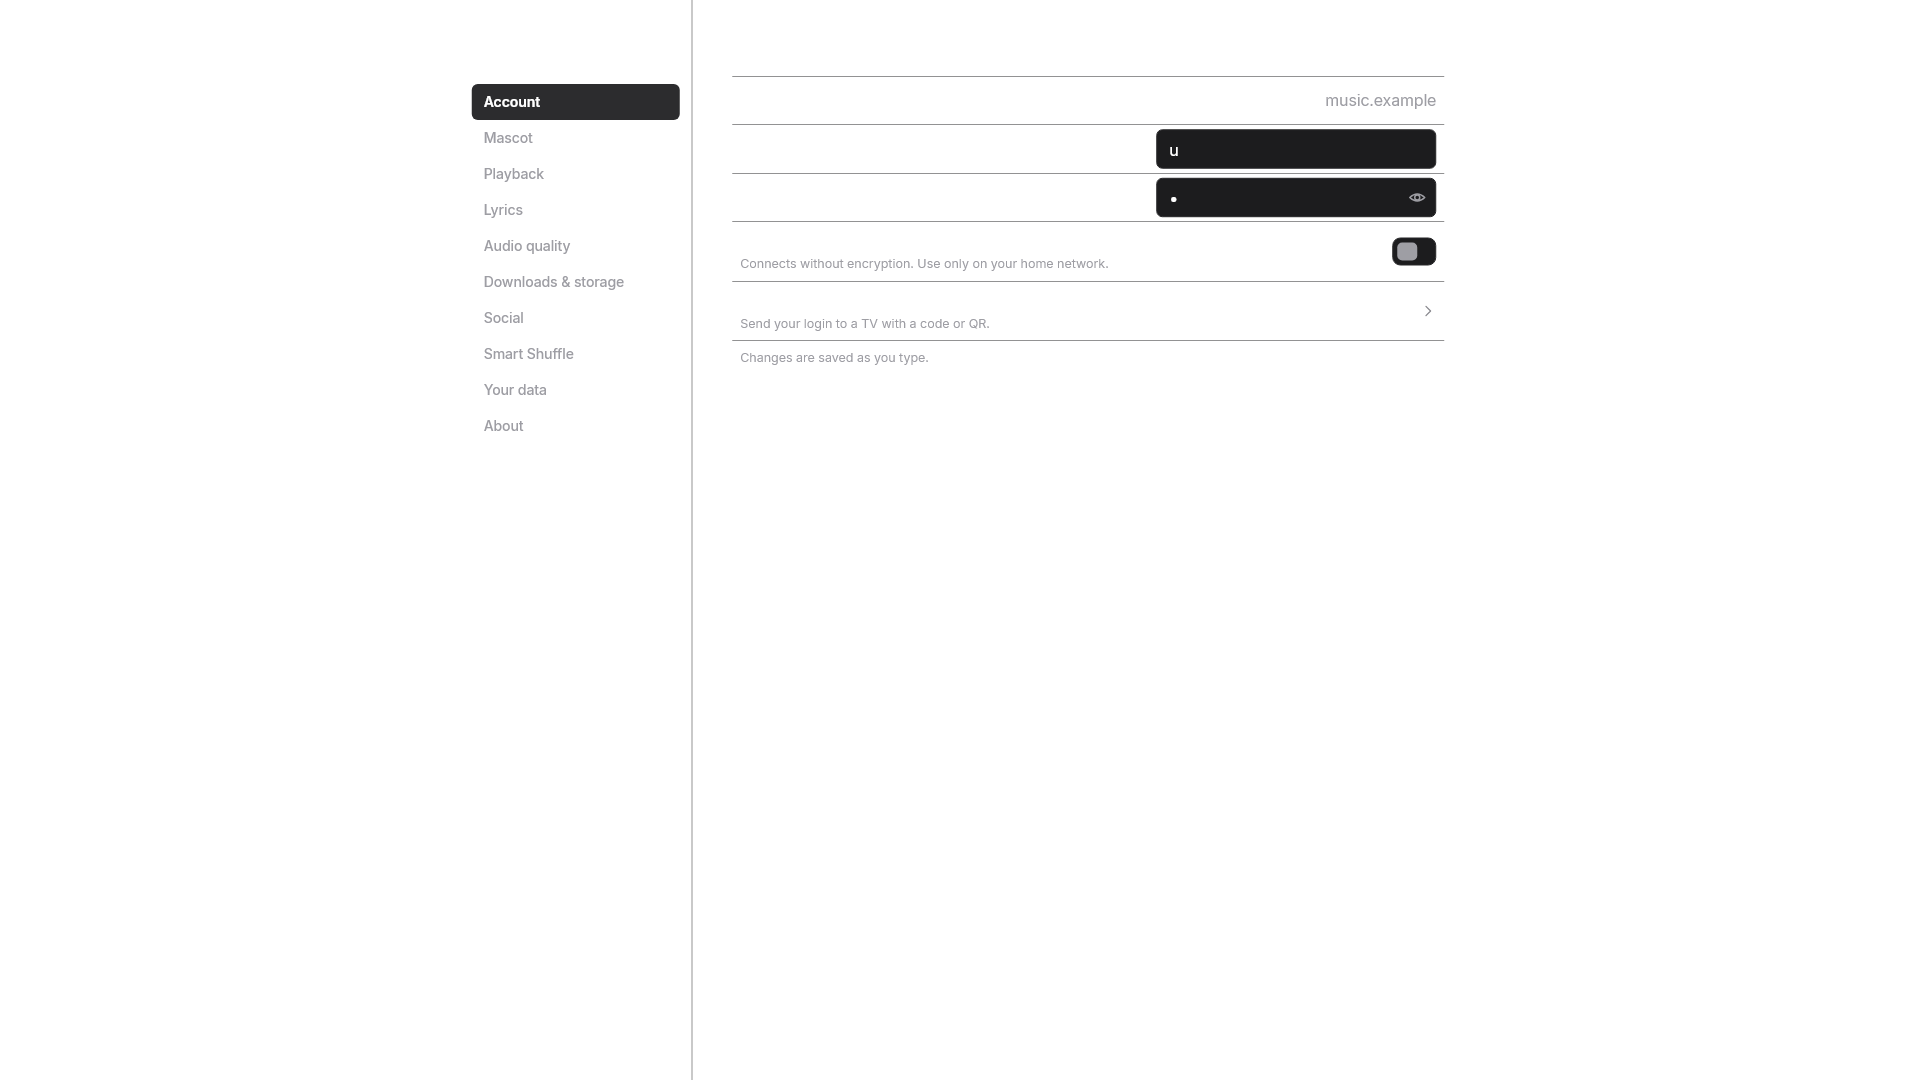 Account
Mascot
Playback
Lyrics
Audio quality
Downloads & storage
Social
Smart Shuffle
Your data
About
music.example
u
Connects without encryption. Use only on your home network.
Send your login to a TV with a code or QR.
Changes are saved as you type.